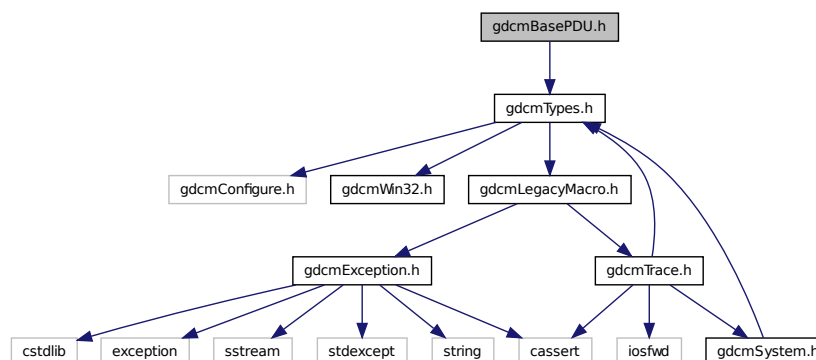 gdcmBasePDU.h
gdcmTypes.h
gdcmConfigure.h
gdcmWin32.h
gdcmLegacyMacro.h
gdcmException.h
gdcmTrace.h
cstdlib
exception
sstream
stdexcept
string
cassert
iosfwd
gdcmSystem.h